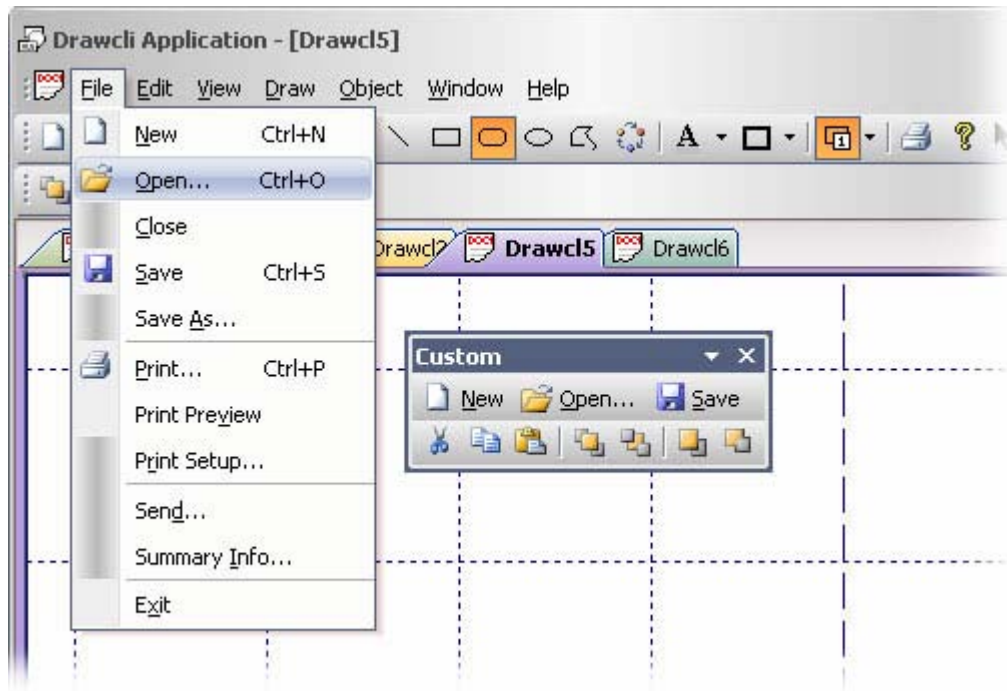 Drawcli Application - [Drawcl5]
File Edit View Draw Object Window Help
New Ctrl+N
A
1
Open... Ctrl+O
Close
Drawcl2 Drawcl5 Drawcl6
Save Ctrl+S
Save As...
Print... Ctrl+P
Print Preview
Print Setup...
Send...
Summary Info...
Exit
Custom
New Open... Save